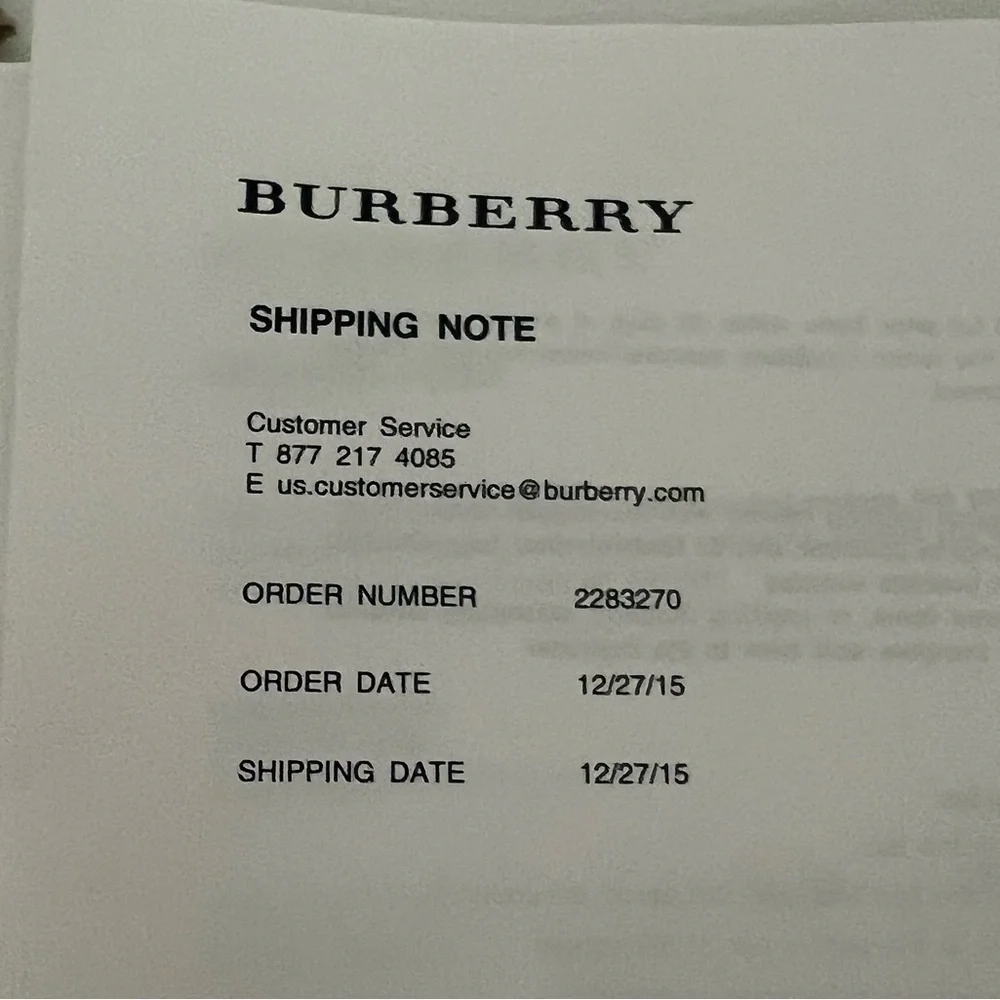 BURBERRY
SHIPPING NOTE
Customer Service
T 877 217 4085
E us.customerservice@burberry.com
ORDER NUMBER 2283270
ORDER DATE 12/27/15
SHIPPING DATE 12/27/15